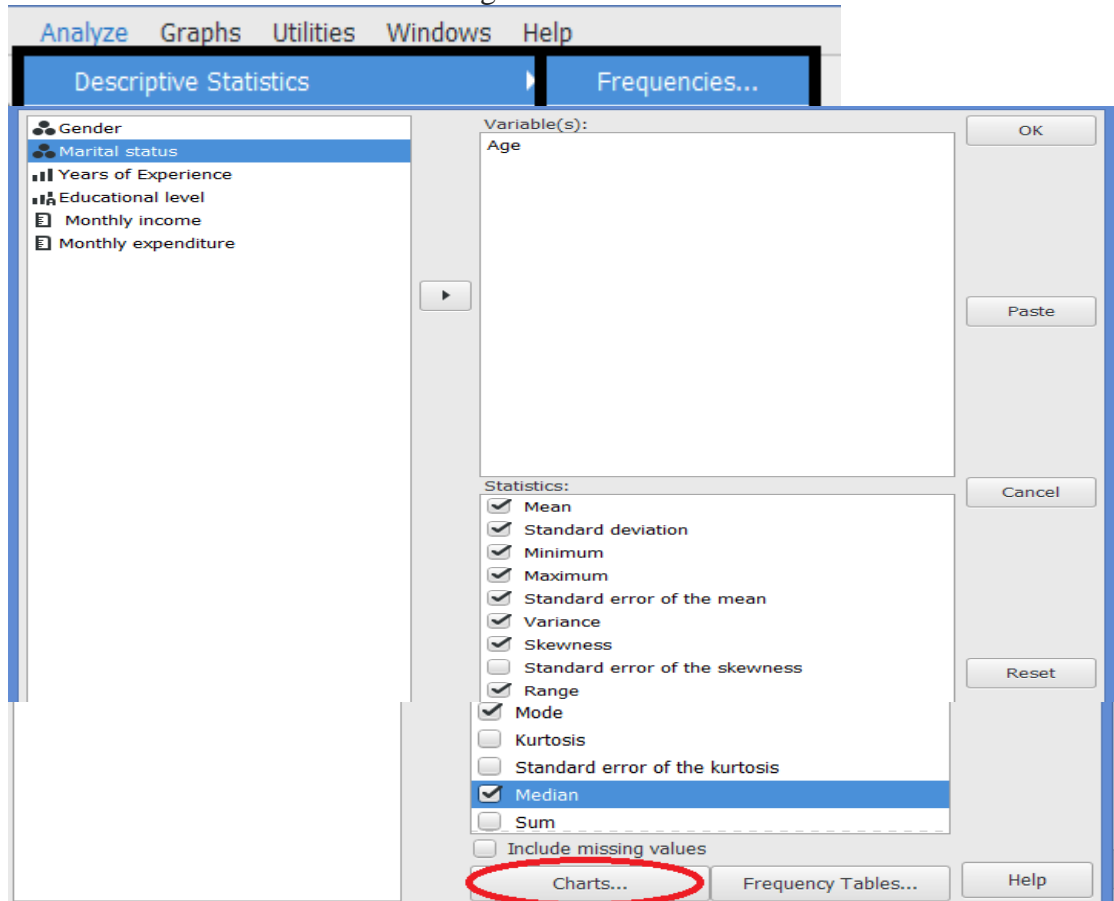 Analyze Graphs Utilities Windows Help
Descriptive Statistics
Frequencies...
Gender
Marital status
Years of Experience
Educational level
Monthly income
Monthly expenditure
Variable(s):
Age
Statistics:
Mean
Standard deviation
Minimum
Maximum
Standard error of the mean
Variance
Skewness
Standard error of the skewness
Range
Mode
Kurtosis
Standard error of the kurtosis
Median
Sum
Include missing values
Charts...
Frequency Tables...
OK
Paste
Cancel
Reset
Help